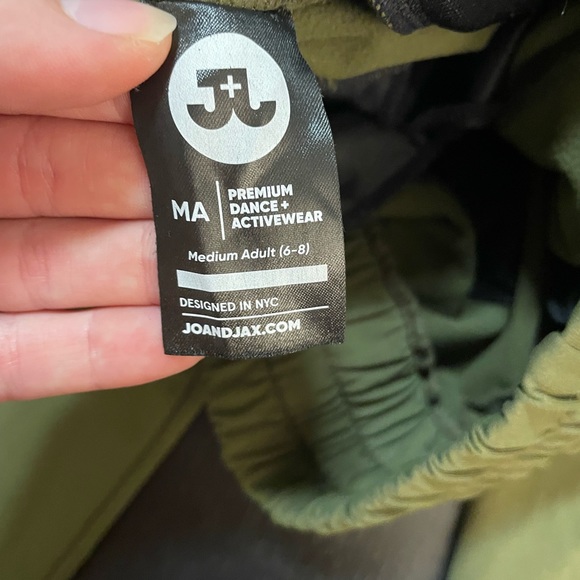 J+J
MA
PREMIUM
DANCE +
ACTIVEWEAR
Medium Adult (6-8)
DESIGNED IN NYC
JOANDJAX.COM